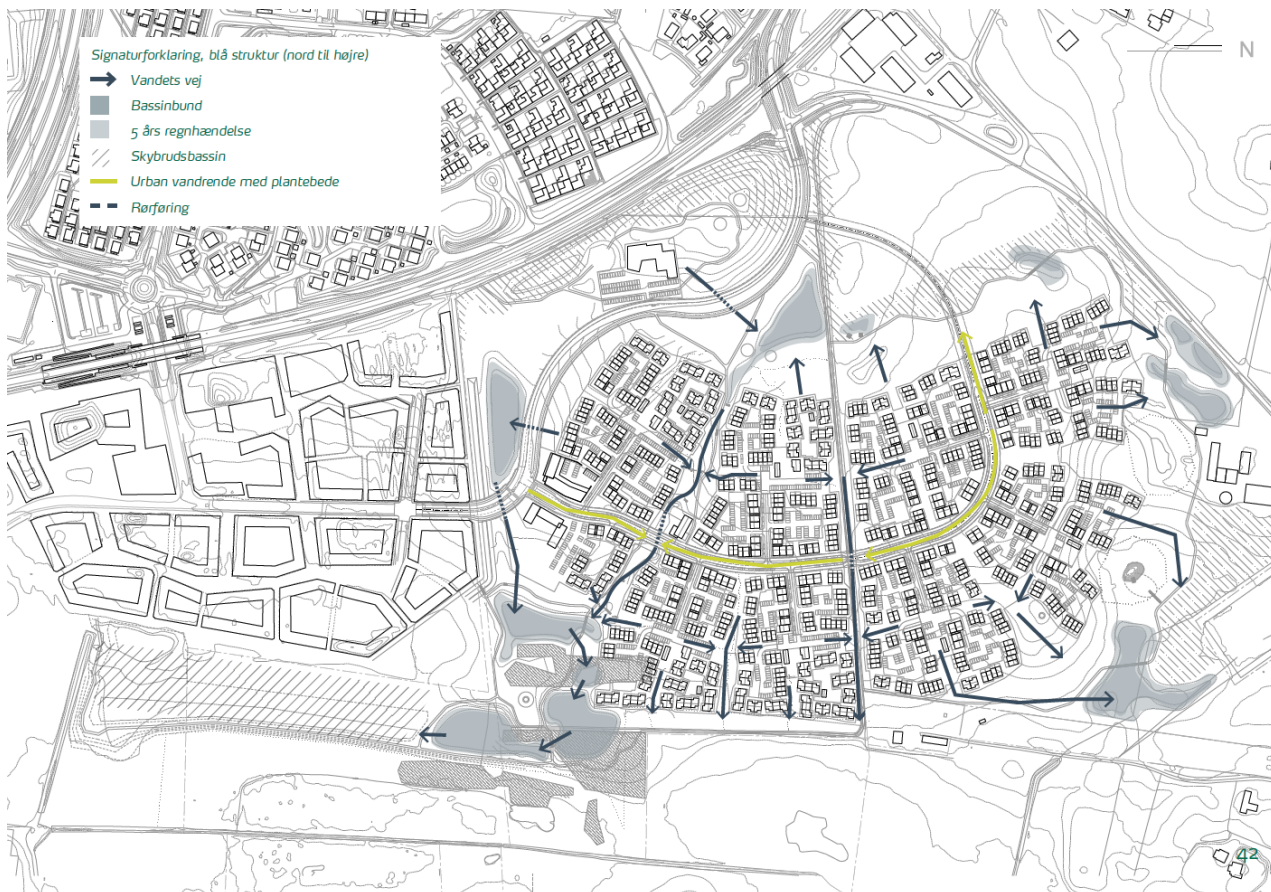 Signaturforklaring, blå struktur (nord til højre)
Vandets vej
Bassinbund
5 års regnhændelse
Skybrudsbassin
Urban vandrende med plantebede
Rørføring
N
42